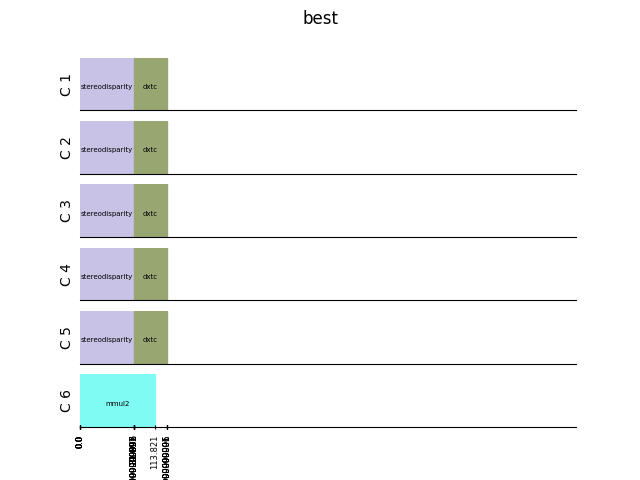 best
C 1
stereodisparity dxtc
C 2
stereodisparity dxtc
C 3
stereodisparity dxtc
C 4
stereodisparity dxtc
C 5
stereodisparity dxtc
C 6
mmul2
0.0
113.821